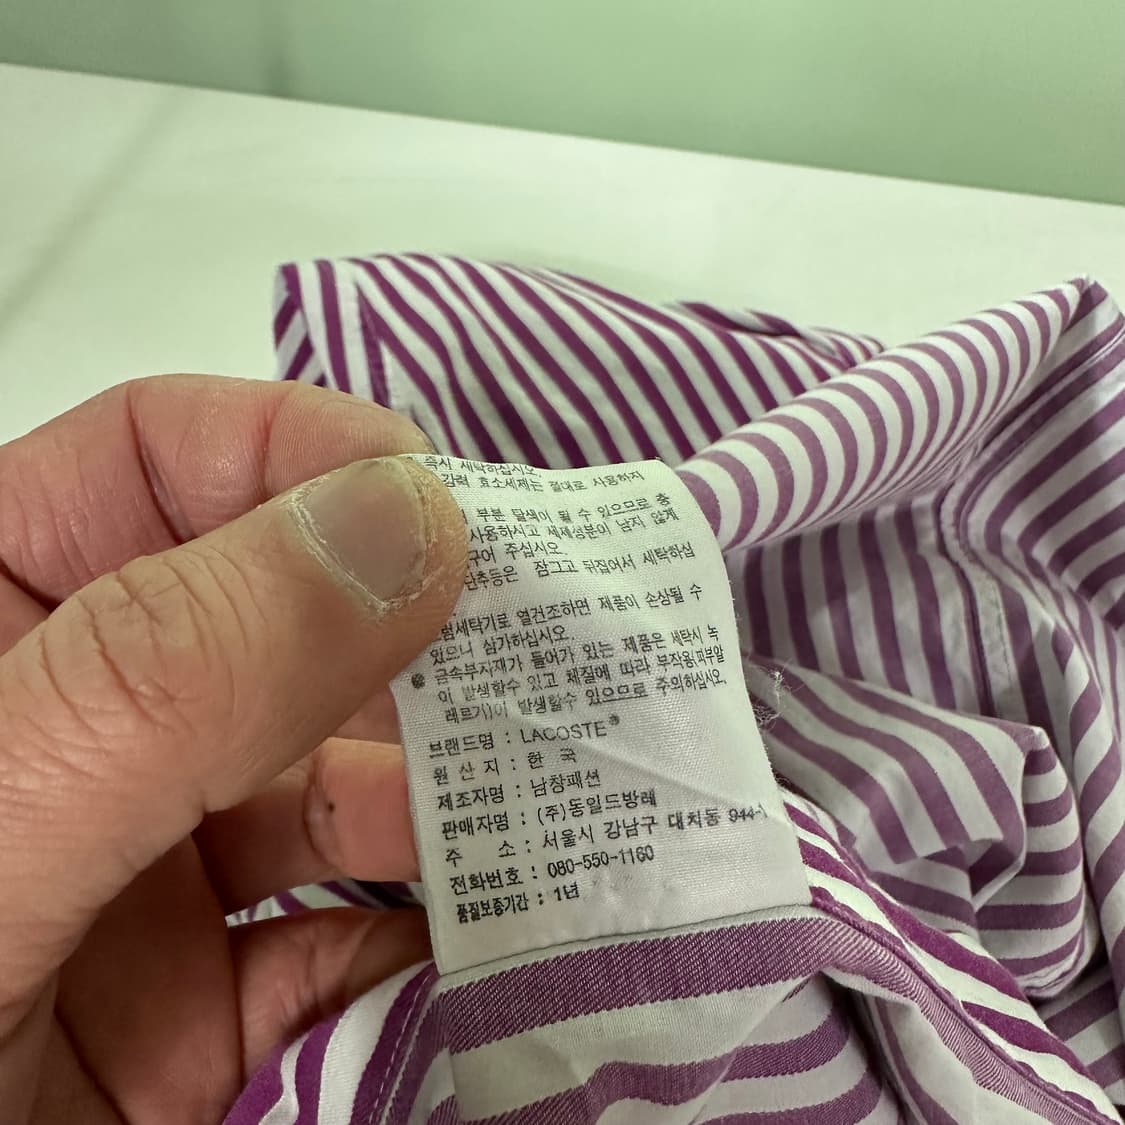 즉시 세탁하십시오.
강력 효소세제는 절대로 사용하지
부분 탈색이 될 수 있으므로 충
사용하시고 세제성분이 남지 않게
구어 주십시오.
단추등은 잠그고 뒤집어서 세탁하십
럼세탁기로 열건조하면 제품이 손상될 수
있으니 삼가하십시오.
● 금속부자재가 들어가 있는 제품은 세탁시 녹
이 발생할수 있고 체질에 따라 부작용(피부알
레르기)이 발생할수 있으므로 주의하십시오.
브랜드명 : LACOSTE®
원 산 지 : 한 국
제조자명 : 남창패션
판매자명 : (주)동일드방레
주 소 : 서울시 강남구 대치동 944-1
전화번호 : 080-550-1160
품질보증기간 : 1년